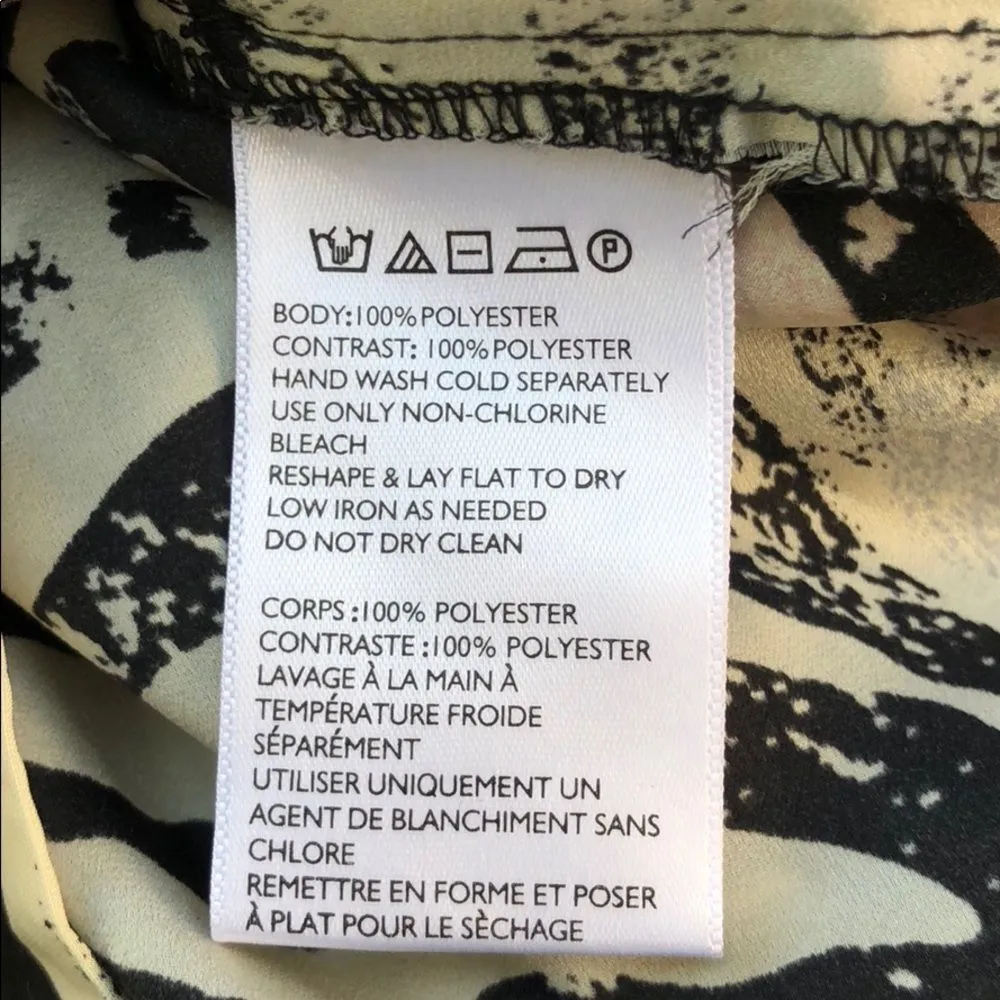 P
BODY:100% POLYESTER
CONTRAST: 100% POLYESTER
HAND WASH COLD SEPARATELY
USE ONLY NON-CHLORINE
BLEACH
RESHAPE & LAY FLAT TO DRY
LOW IRON AS NEEDED
DO NOT DRY CLEAN
CORPS :100% POLYESTER
CONTRASTE :100% POLYESTER
LAVAGE À LA MAIN À
TEMPÉRATURE FROIDE
SÉPARÉMENT
UTILISER UNIQUEMENT UN
AGENT DE BLANCHIMENT SANS
CHLORE
REMETTRE EN FORME ET POSER
À PLAT POUR LE SÈCHAGE